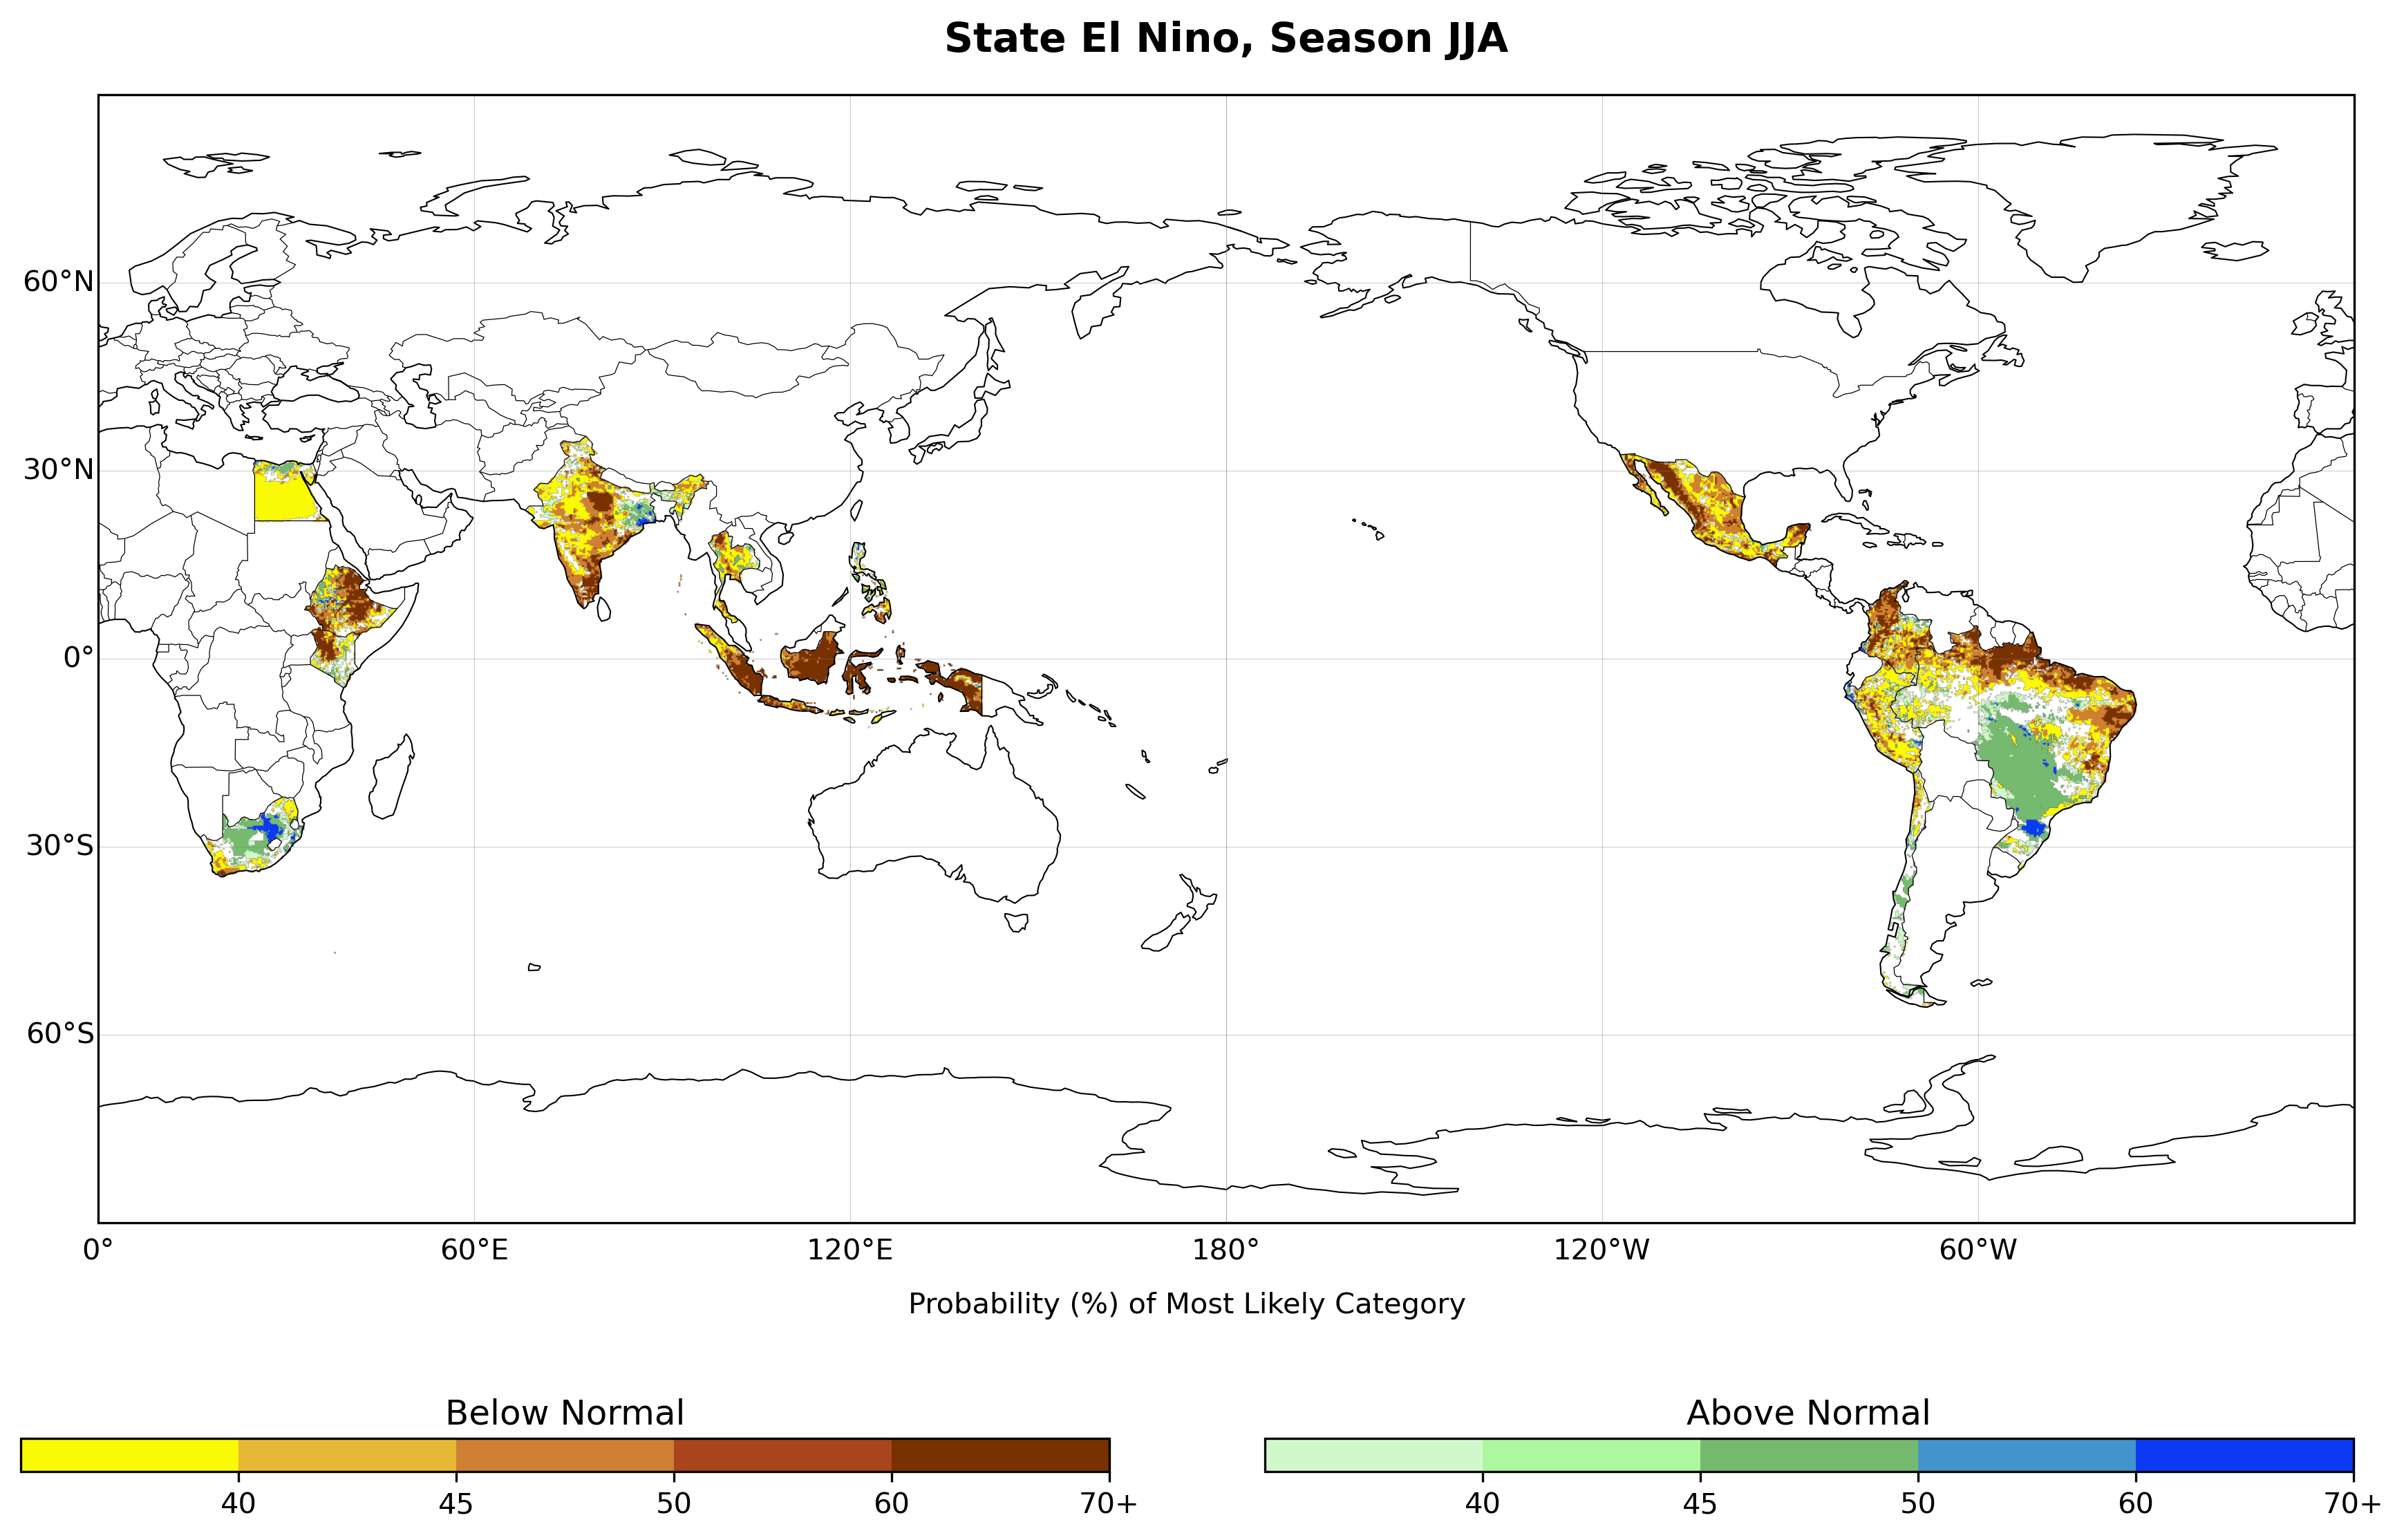 State El Nino, Season JJA
60°N
30°N
0°
30°S
60°S
0° 60°E 120°E 180° 120°W 60°W
Probability (%) of Most Likely Category
Below Normal Above Normal
40 45 50 60 70+ 40 45 50 60 70+